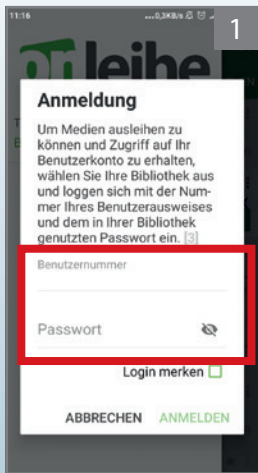 11:16 ...0,3KB/s
1
onleihe
Anmeldung
Um Medien ausleihen zu
können und Zugriff auf Ihr
Benutzerkonto zu erhalten,
wählen Sie Ihre Bibliothek aus
und loggen sich mit der Num-
mer Ihres Benutzerausweises
und dem in Ihrer Bibliothek
genutzten Passwort ein. [3]
Benutzernummer
Passwort
Login merken
ABBRECHEN ANMELDEN